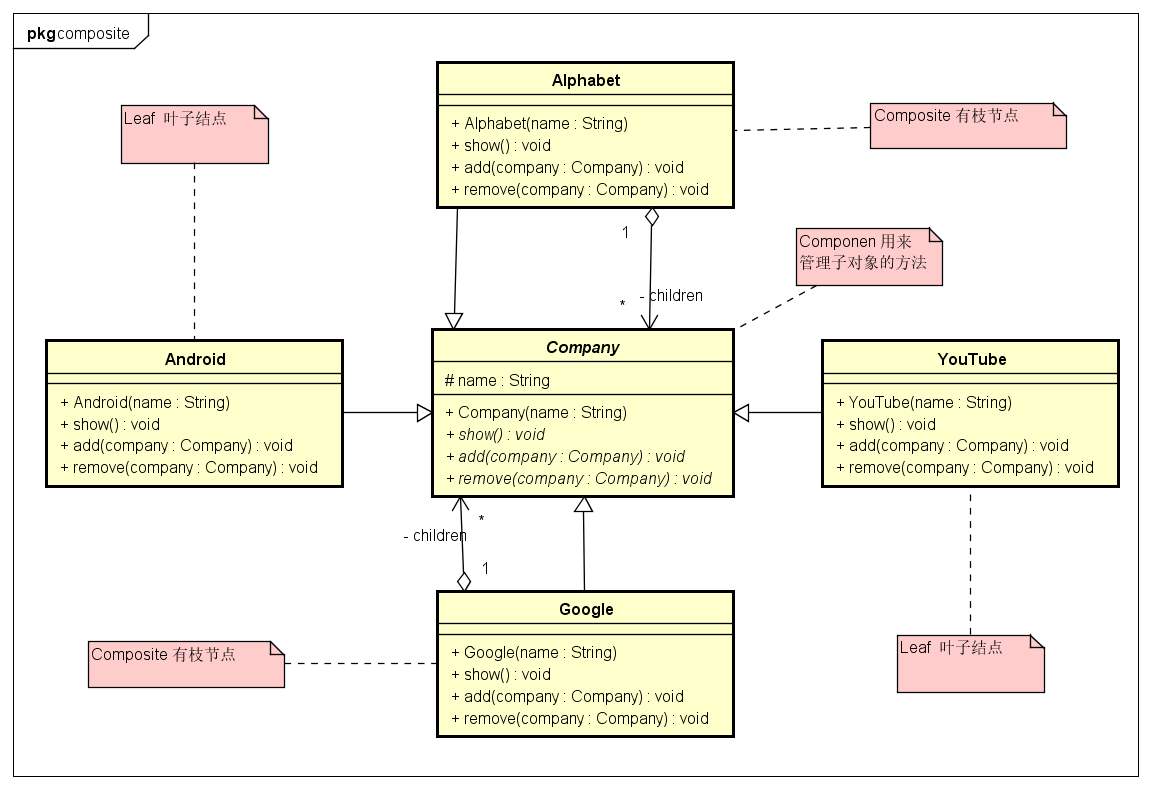 pkg composite
Alphabet
+ Alphabet(name : String)
+ show() : void
+ add(company : Company) : void
+ remove(company : Company) : void
Leaf 叶子结点
Composite 有枝节点
1
* - children
Componen 用来
管理子对象的方法
Android
+ Android(name : String)
+ show() : void
+ add(company : Company) : void
+ remove(company : Company) : void
Company
# name : String
+ Company(name : String)
+ show() : void
+ add(company : Company) : void
+ remove(company : Company) : void
YouTube
+ YouTube(name : String)
+ show() : void
+ add(company : Company) : void
+ remove(company : Company) : void
*
- children
1
Google
+ Google(name : String)
+ show() : void
+ add(company : Company) : void
+ remove(company : Company) : void
Composite 有枝节点
Leaf 叶子结点